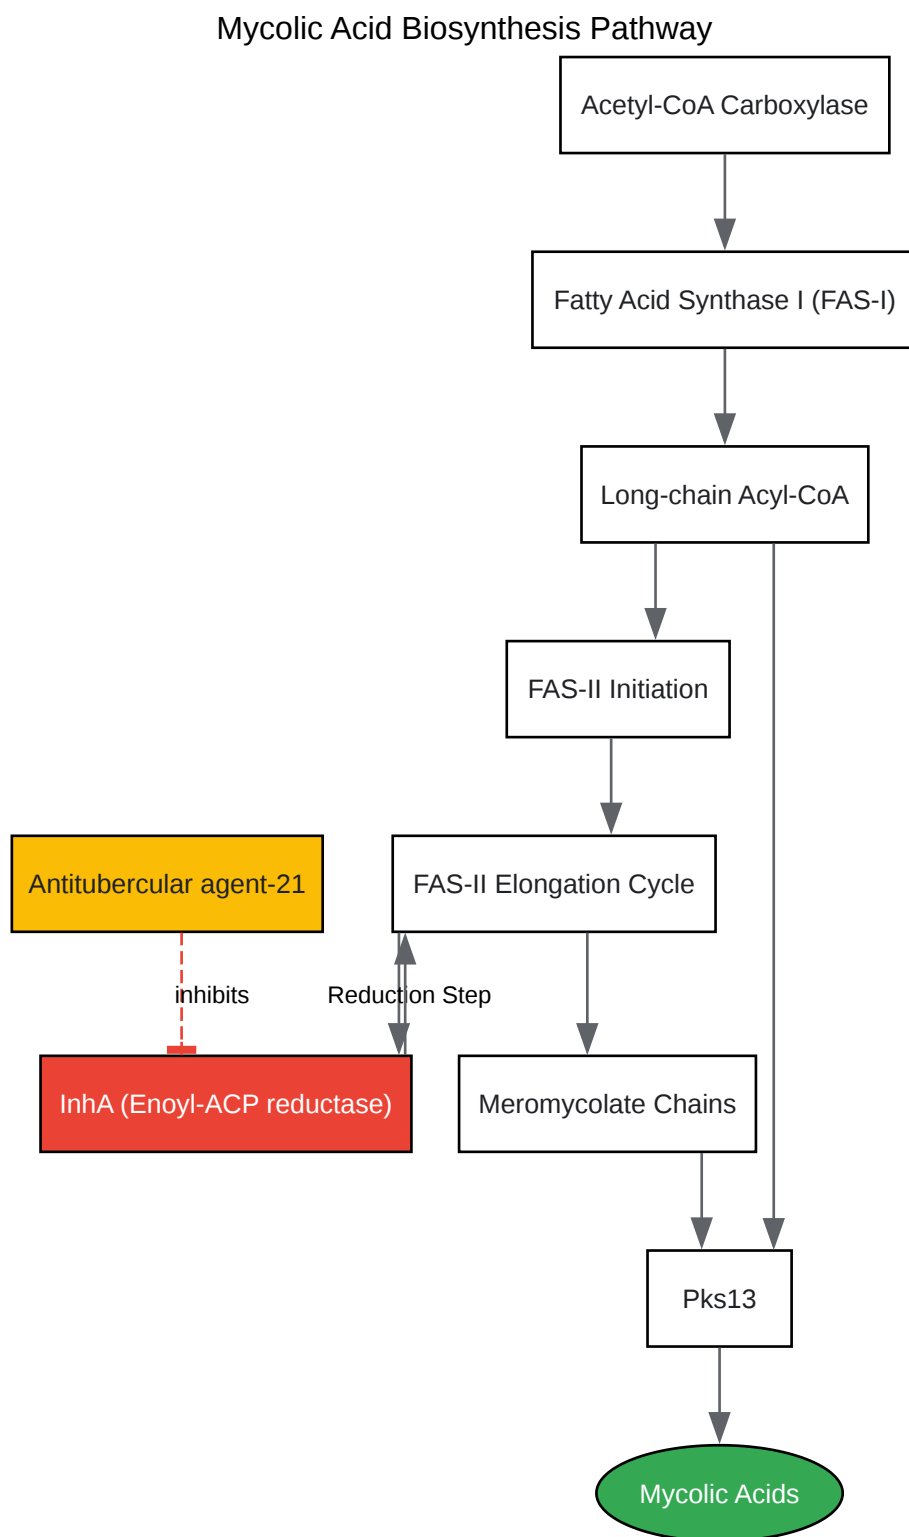 Mycolic Acid Biosynthesis Pathway
Acetyl-CoA Carboxylase
Fatty Acid Synthase I (FAS-I)
Long-chain Acyl-CoA
FAS-II Initiation
Antitubercular agent-21
FAS-II Elongation Cycle
inhibits
Reduction Step
InhA (Enoyl-ACP reductase)
Meromycolate Chains
Pks13
Mycolic Acids